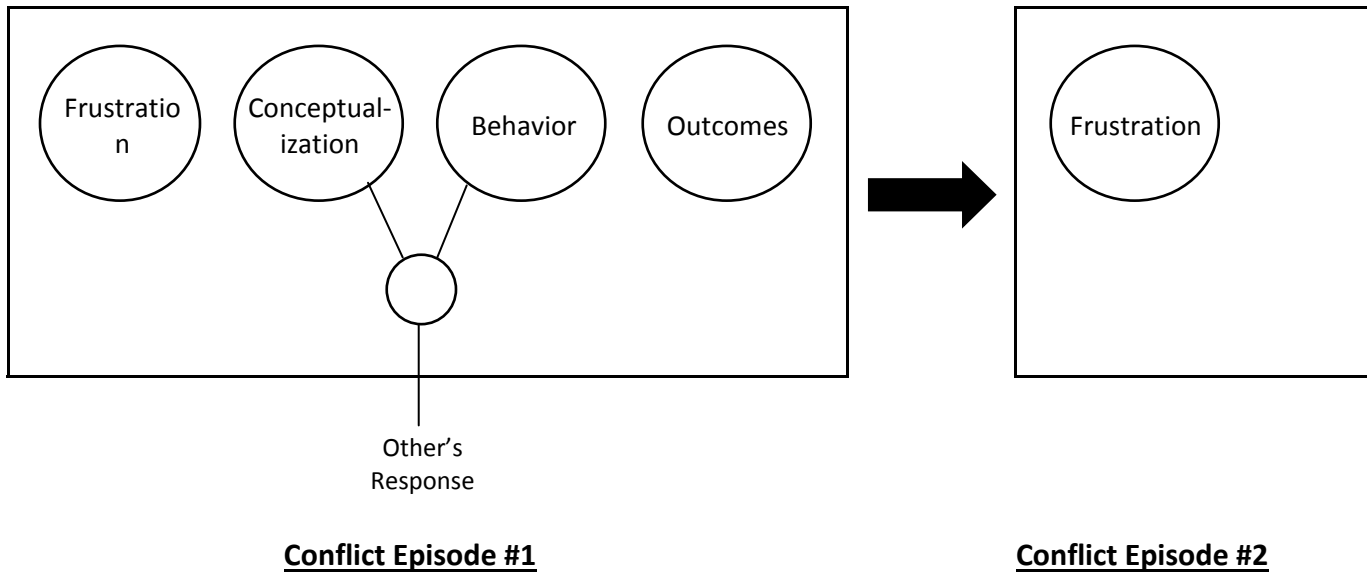 Frustratio
n
Conceptual-
ization
Behavior
Outcomes
Frustration
Other’s
Response
Conflict Episode #1
Conflict Episode #2